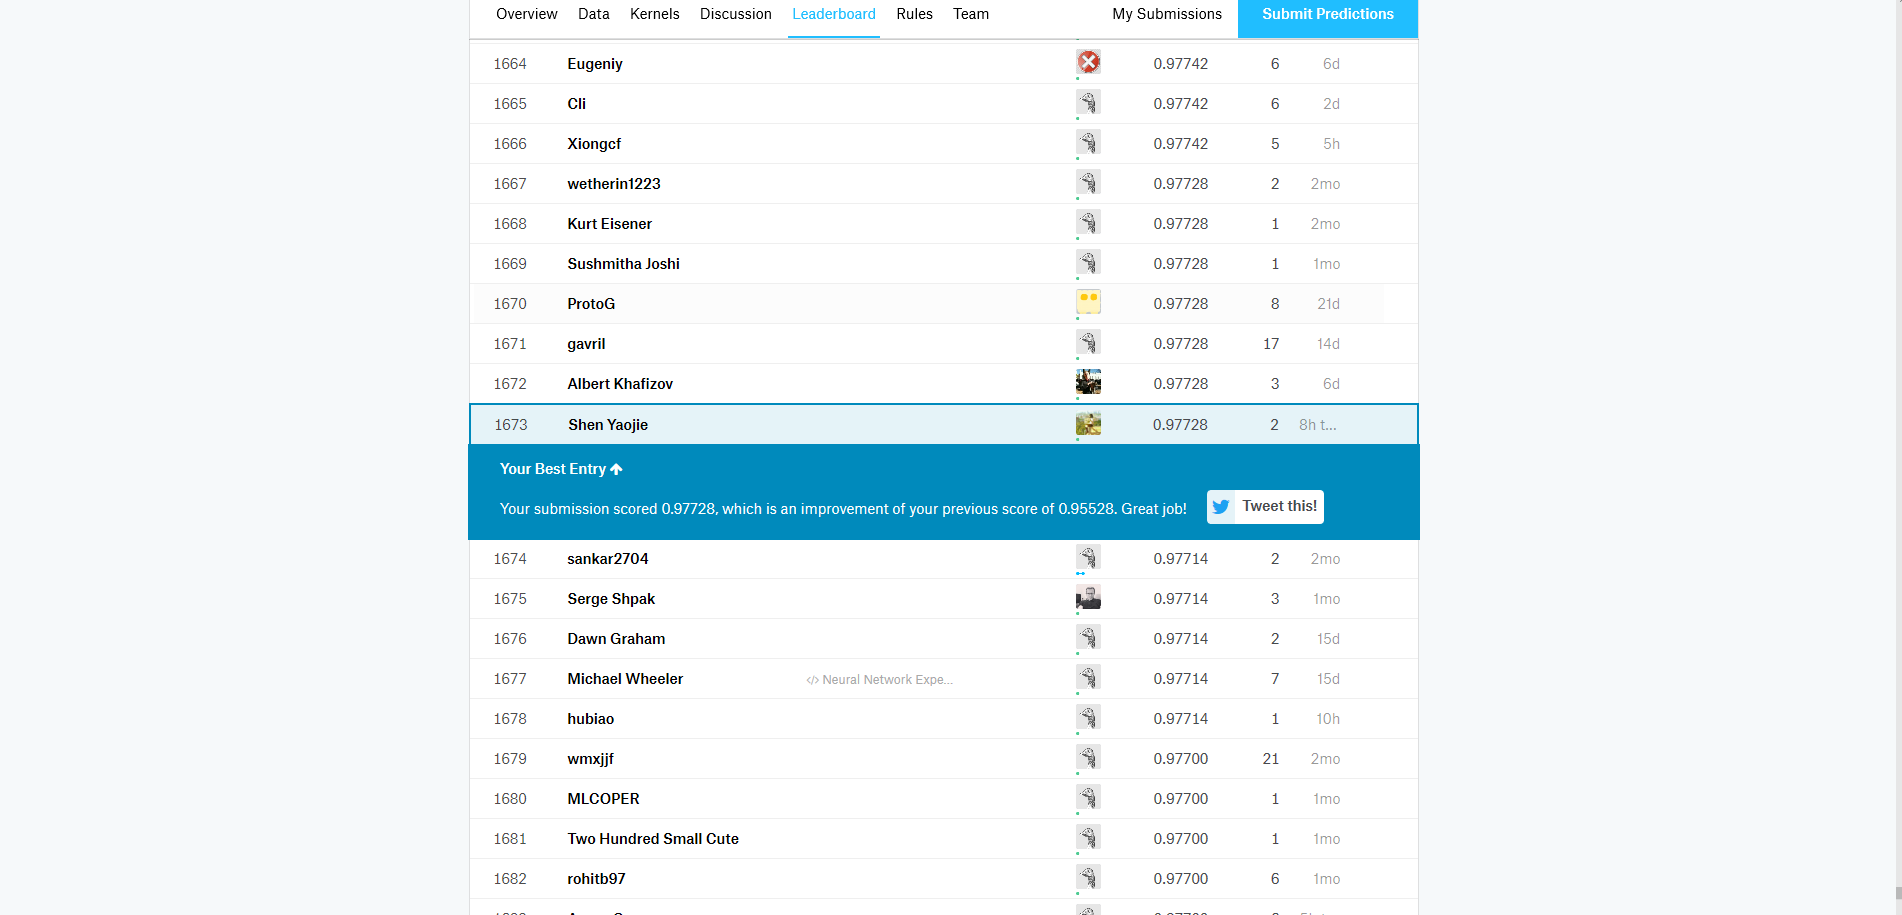 Overview Data Kernels Discussion Leaderboard Rules Team My Submissions Submit Predictions
1664 Eugeniy 0.97742 6 6d
1665 Cli 0.97742 6 2d
1666 Xiongcf 0.97742 5 5h
1667 wetherin1223 0.97728 2 2mo
1668 Kurt Eisener 0.97728 1 2mo
1669 Sushmitha Joshi 0.97728 1 1mo
1670 ProtoG 0.97728 8 21d
1671 gavril 0.97728 17 14d
1672 Albert Khafizov 0.97728 3 6d
1673 Shen Yaojie 0.97728 2 8h t...
Your Best Entry
Your submission scored 0.97728, which is an improvement of your previous score of 0.95528. Great job! Tweet this!
1674 sankar2704 0.97714 2 2mo
1675 Serge Shpak 0.97714 3 1mo
1676 Dawn Graham 0.97714 2 15d
1677 Michael Wheeler </> Neural Network Expe... 0.97714 7 15d
1678 hubiao 0.97714 1 10h
1679 wmxjjf 0.97700 21 2mo
1680 MLCOPER 0.97700 1 1mo
1681 Two Hundred Small Cute 0.97700 1 1mo
1682 rohitb97 0.97700 6 1mo